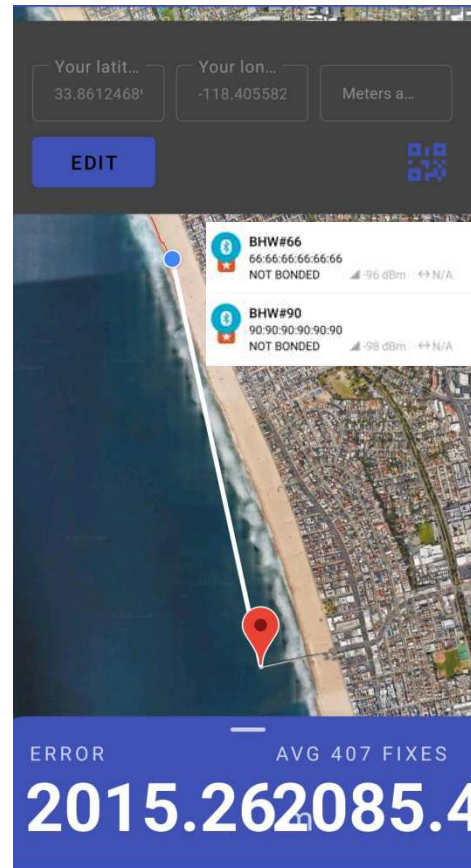 Your latit...
Your lon...
33.8612468
-118.405582
Meters a...
EDIT
BHW#66
66:66:66:66:66:66
NOT BONDED -96 dBm N/A
BHW#90
90:90:90:90:90:90
NOT BONDED -98 dBm N/A
ERROR
AVG 407 FIXES
2015.262
2085.4